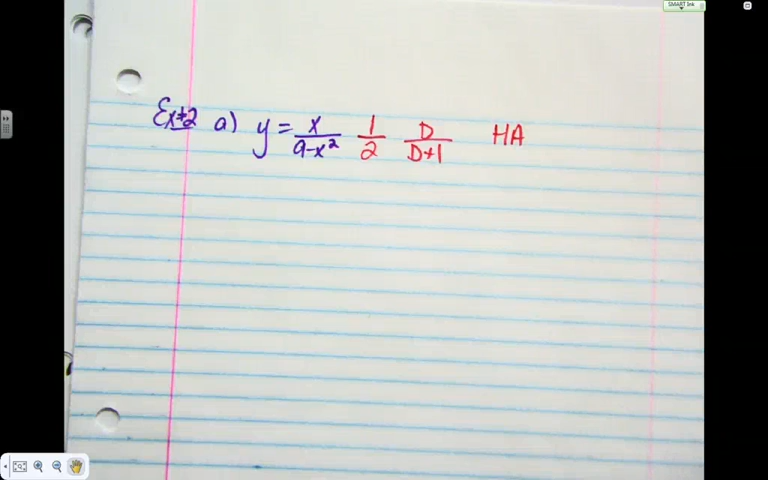 SMART Ink
Ex#2 a) y = x/(9-x²) 1/2 D/(D+1) HA